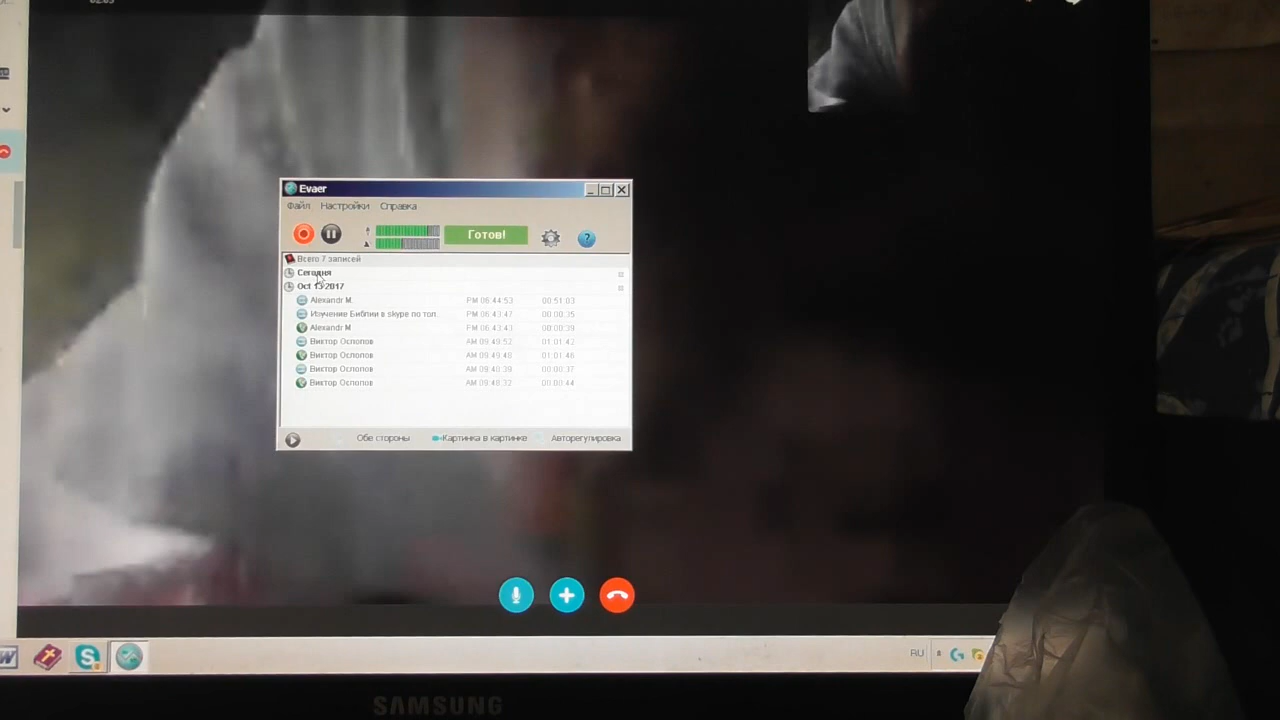 Evaer
Файл Настройки Справка
Готов!
Всего 7 записей
Сегодня
Oct 13 2017
Alexandr M. PM 06:44:53 00:51:03
Изучение Библии в skype по тол. PM 06:43:47 00:00:35
Alexandr M PM 06:43:43 00:00:39
Виктор Ослопов AM 09:49:52 01:01:42
Виктор Ослопов AM 09:49:48 01:01:46
Виктор Ослопов AM 09:48:39 00:00:37
Виктор Ослопов AM 09:48:32 00:00:44
Обе стороны Картинка в картинке Авторегулировка
W S RU
SAMSUNG